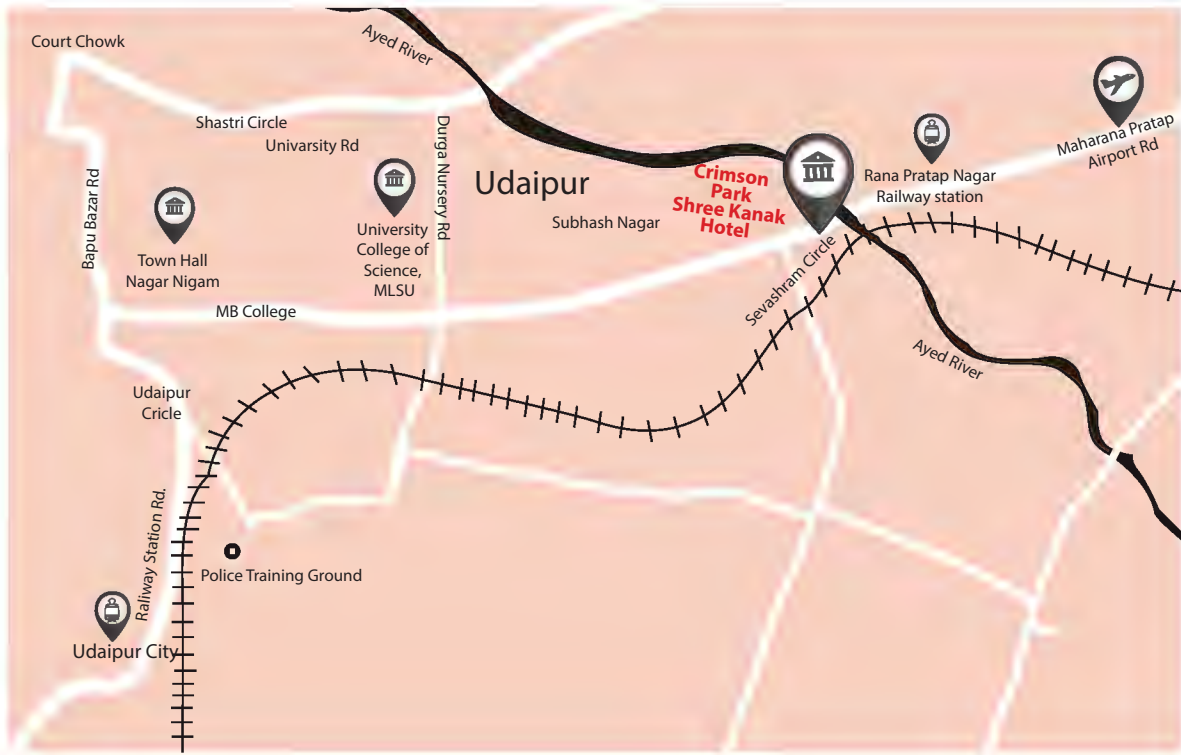 Court Chowk
Ayed River
Shastri Circle
Univarsity Rd
Durga Nursery Rd
Bapu Bazar Rd
Town Hall
Nagar Nigam
University
College of
Science,
MLSU
Udaipur
Subhash Nagar
Crimson
Park
Shree Kanak
Hotel
Rana Pratap Nagar
Railway station
Maharana Pratap
Airport Rd
MB College
Sevashram Circle
Ayed River
Udaipur
Cricle
Raliway Station Rd.
Police Training Ground
Udaipur City